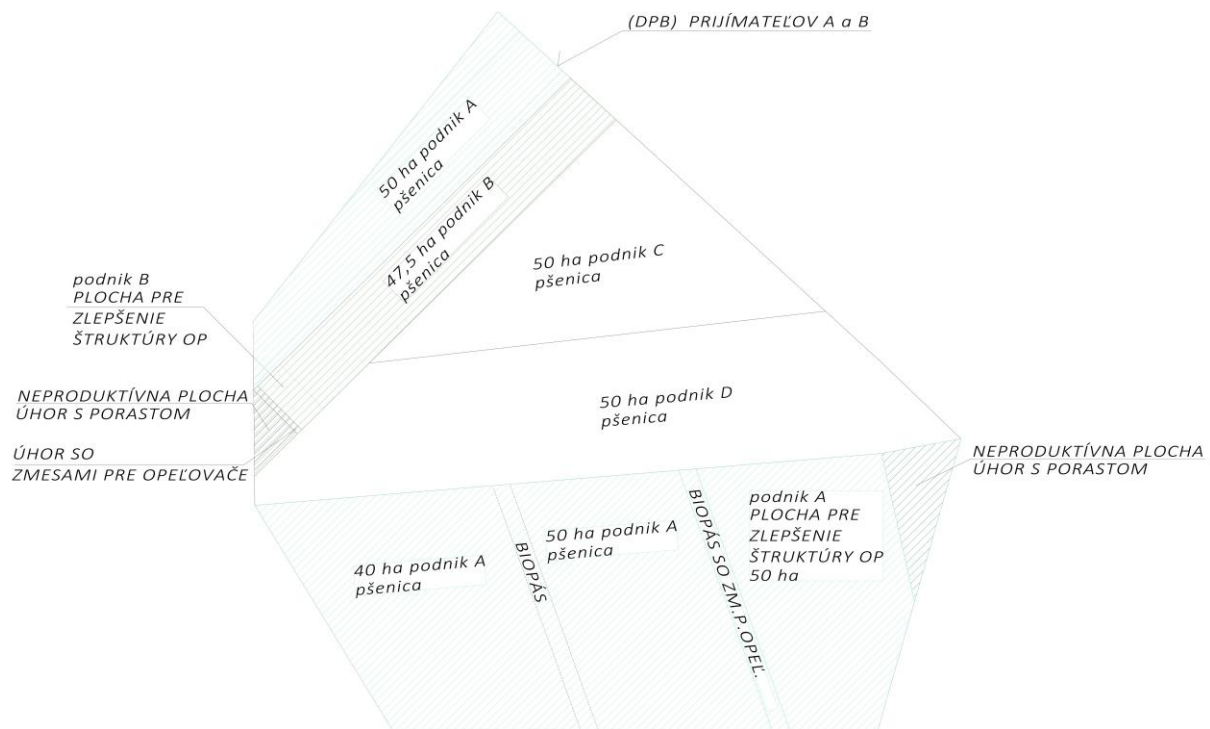 (DPB) PRIJÍMATEĽOV A a B
50 ha podnik A
pšenica
47,5 ha podnik B
pšenica
50 ha podnik C
pšenica
podnik B
PLOCHA PRE
ZLEPŠENIE
ŠTRUKTÚRY OP
NEPRODUKTÍVNA PLOCHA
ÚHOR S PORASTOM
ÚHOR SO
ZMESAMI PRE OPEĽOVAČE
50 ha podnik D
pšenica
NEPRODUKTÍVNA PLOCHA
ÚHOR S PORASTOM
40 ha podnik A
pšenica
BIOPÁS
50 ha podnik A
pšenica
BIOPÁS SO ZM.P.OPEĽ.
podnik A
PLOCHA PRE
ZLEPŠENIE
ŠTRUKTÚRY OP
50 ha